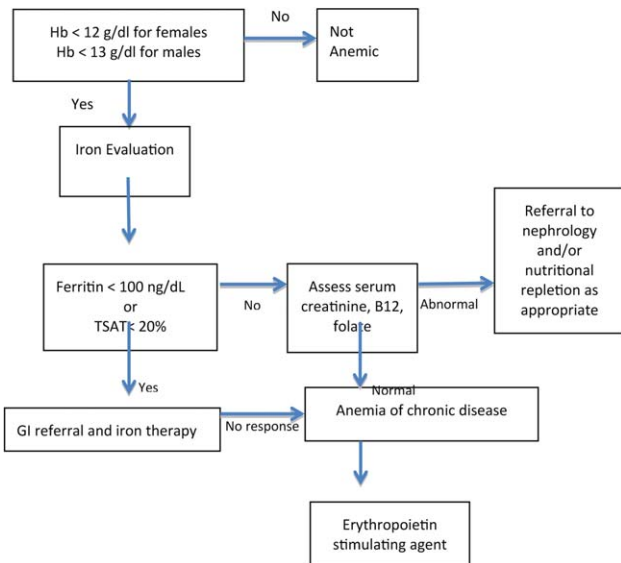 Hb < 12 g/dl for females
Hb < 13 g/dl for males
No
Not
Anemic
Yes
Iron Evaluation
Referral to
nephrology
and/or
nutritional
repletion as
appropriate
Ferritin < 100 ng/dL
or
TSAT< 20%
No
Assess serum
creatinine, B12,
folate
Abnormal
Yes
Normal
GI referral and iron therapy
No response
Anemia of chronic disease
Erythropoietin
stimulating agent